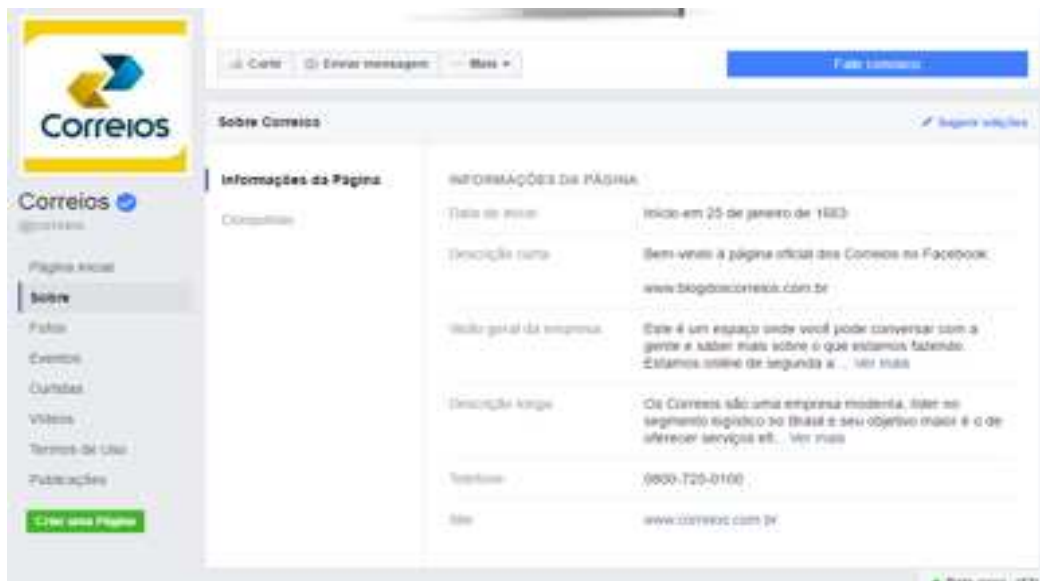 Correios
Curtir Enviar mensagem Mais
Fale conosco
Sobre Correios
Sugerir edições
Correios
@correios
Página inicial
Sobre
Fotos
Eventos
Curtidas
Vídeos
Termos de Uso
Publicações
Criar uma Página
Informações da Página
INFORMAÇÕES DA PÁGINA
Data de início
Início em 25 de janeiro de 1663
Descrição curta
Bem-vindo à página oficial dos Correios no Facebook.
www.blogdoscorreios.com.br
Visão geral da empresa
Este é um espaço onde você pode conversar com a
gente e saber mais sobre o que estamos fazendo.
Estamos online de segunda a ... Ver mais
Descrição longa
Os Correios são uma empresa moderna, líder no
segmento logístico no Brasil e seu objetivo maior é o de
oferecer serviços efi... Ver mais
Telefone
0800-725-0100
Site
www.correios.com.br